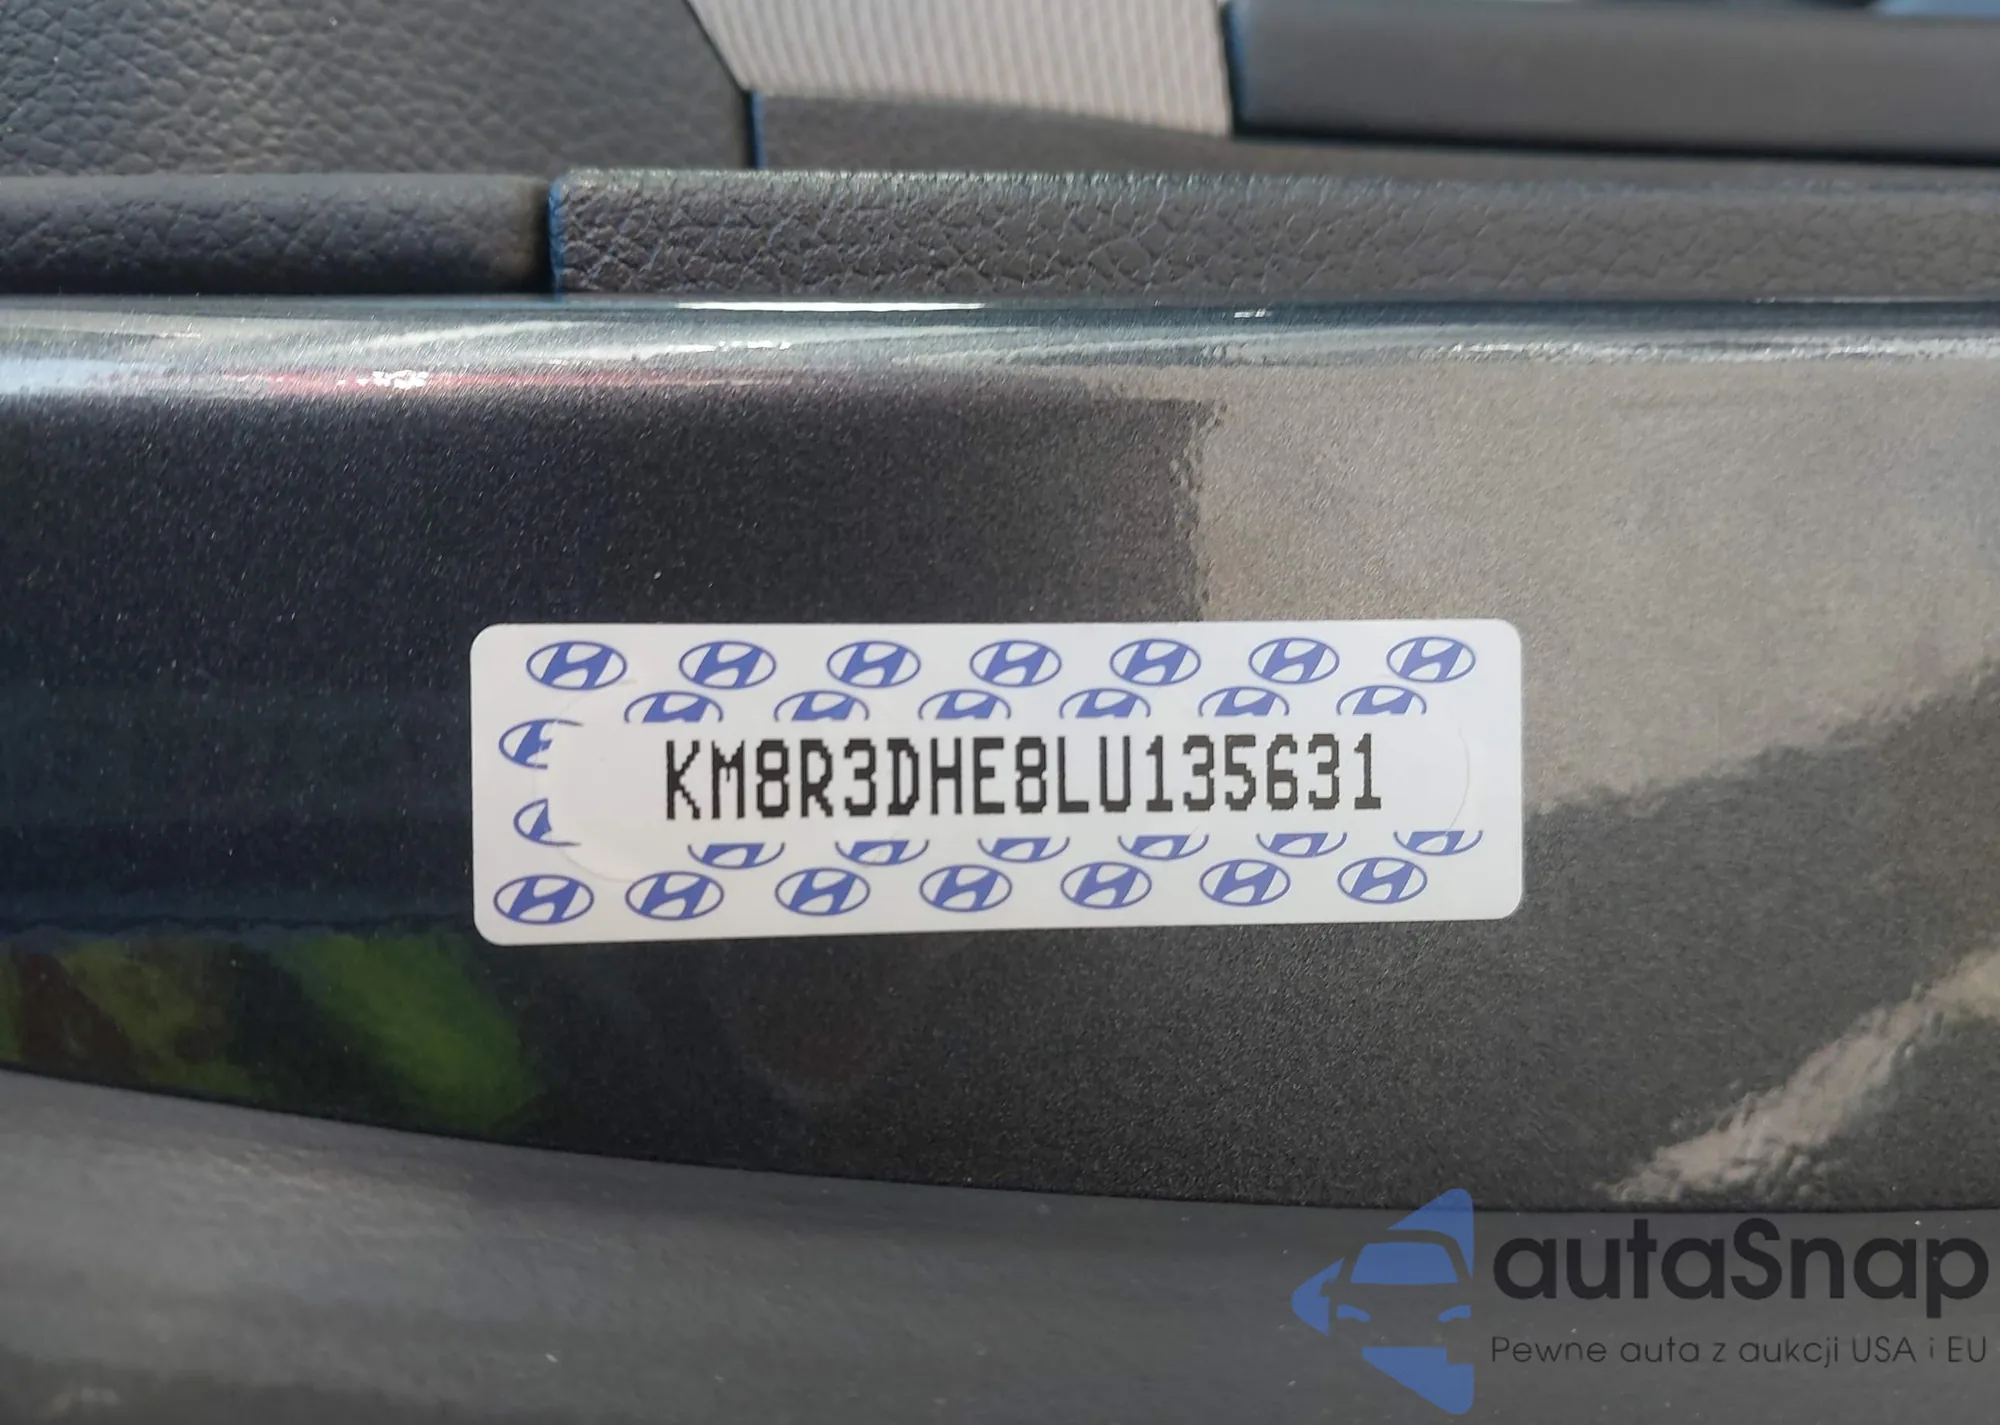 KM8R3DHE8LU135631
autaSnap
Pewne auta z aukcji USA i EU